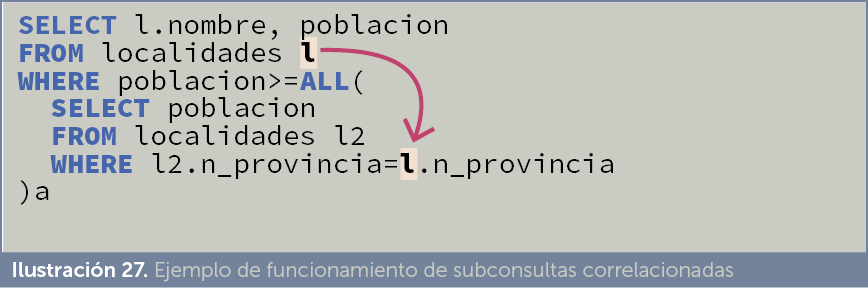 SELECT l.nombre, poblacion
FROM localidades l
WHERE poblacion>=ALL(
SELECT poblacion
FROM localidades l2
WHERE l2.n_provincia=l.n_provincia
)a
Ilustración 27. Ejemplo de funcionamiento de subconsultas correlacionadas